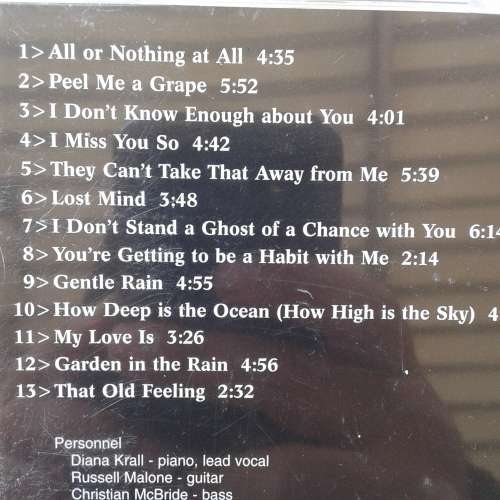 1> All or Nothing at All 4:35
2> Peel Me a Grape 5:52
3> I Don't Know Enough about You 4:01
4> I Miss You So 4:42
5> They Can't Take That Away from Me 5:39
6> Lost Mind 3:48
7> I Don't Stand a Ghost of a Chance with You 6:14
8> You're Getting to be a Habit with Me 2:14
9> Gentle Rain 4:55
10> How Deep is the Ocean (How High is the Sky) 4
11> My Love Is 3:26
12> Garden in the Rain 4:56
13> That Old Feeling 2:32
Personnel
Diana Krall - piano, lead vocal
Russell Malone - guitar
Christian McBride - bass